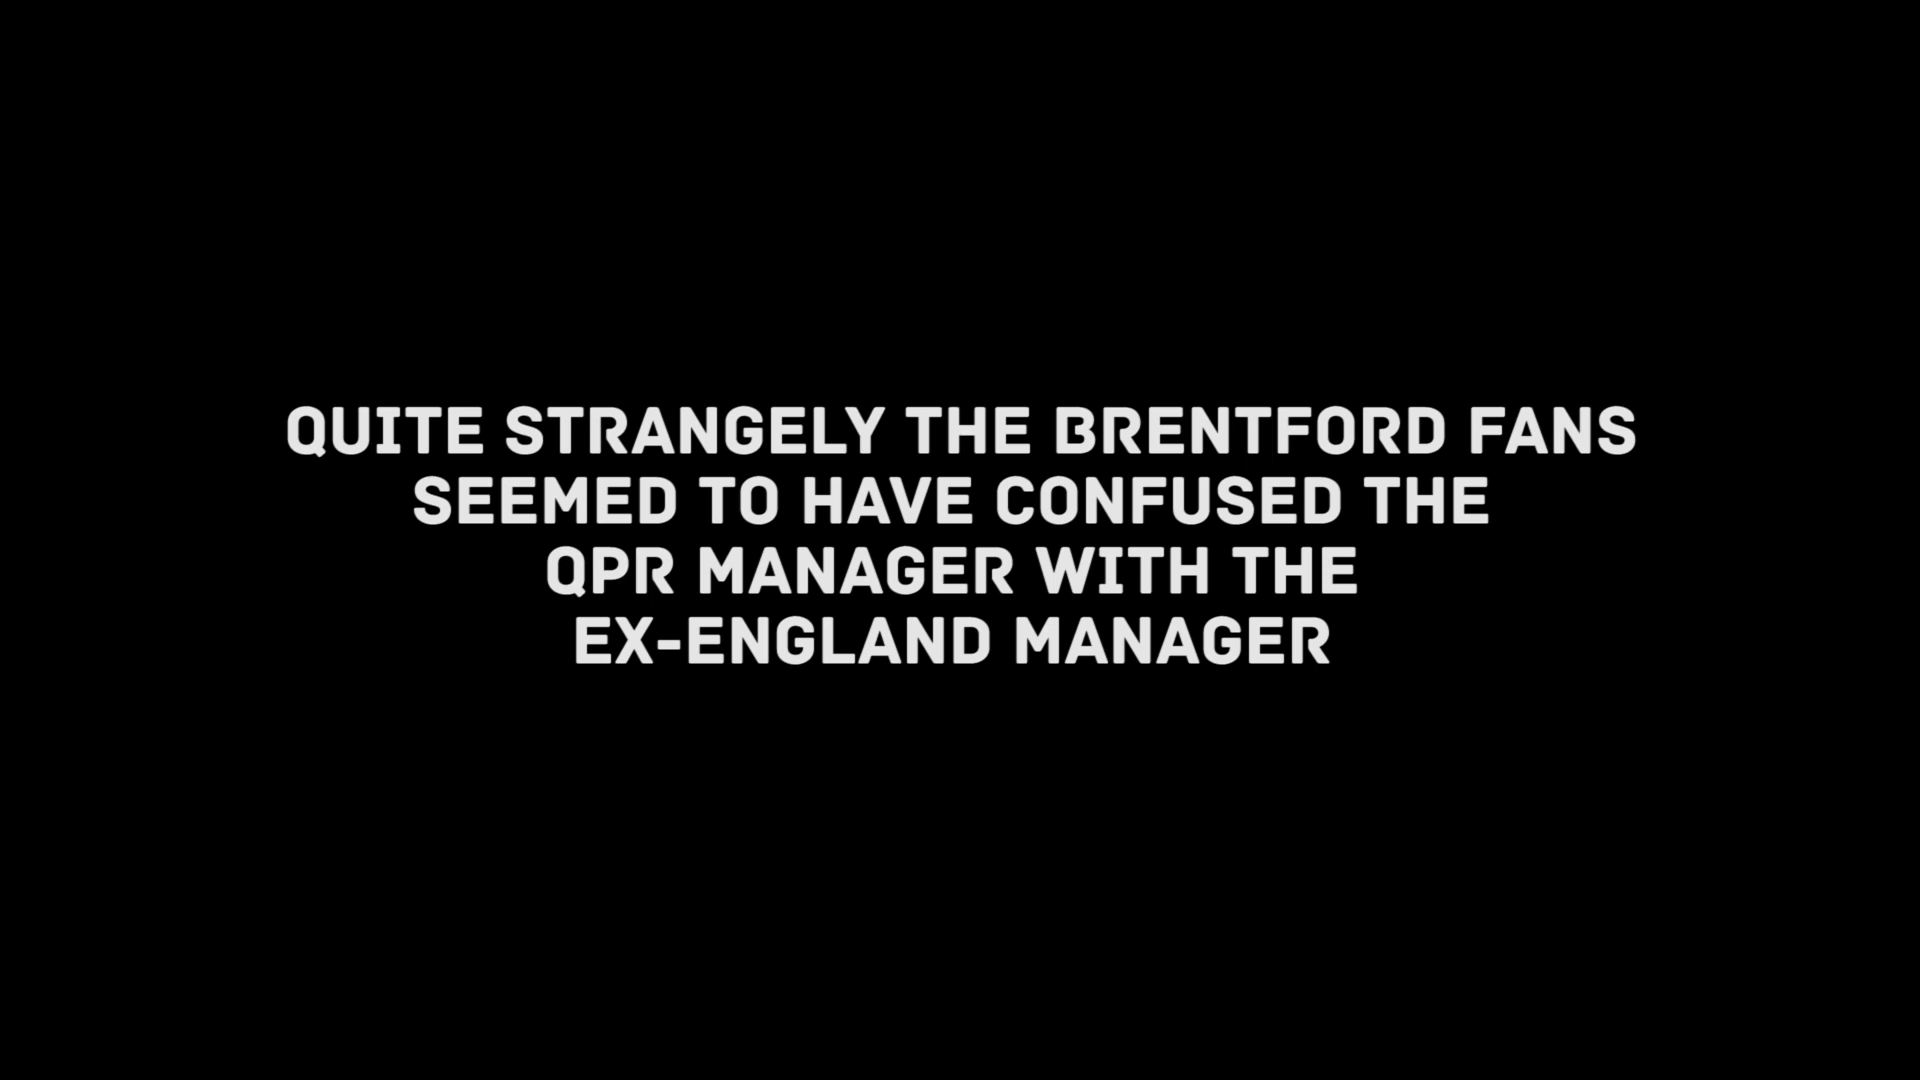 QUITE STRANGELY THE BRENTFORD FANS
SEEMED TO HAVE CONFUSED THE
QPR MANAGER WITH THE
EX-ENGLAND MANAGER